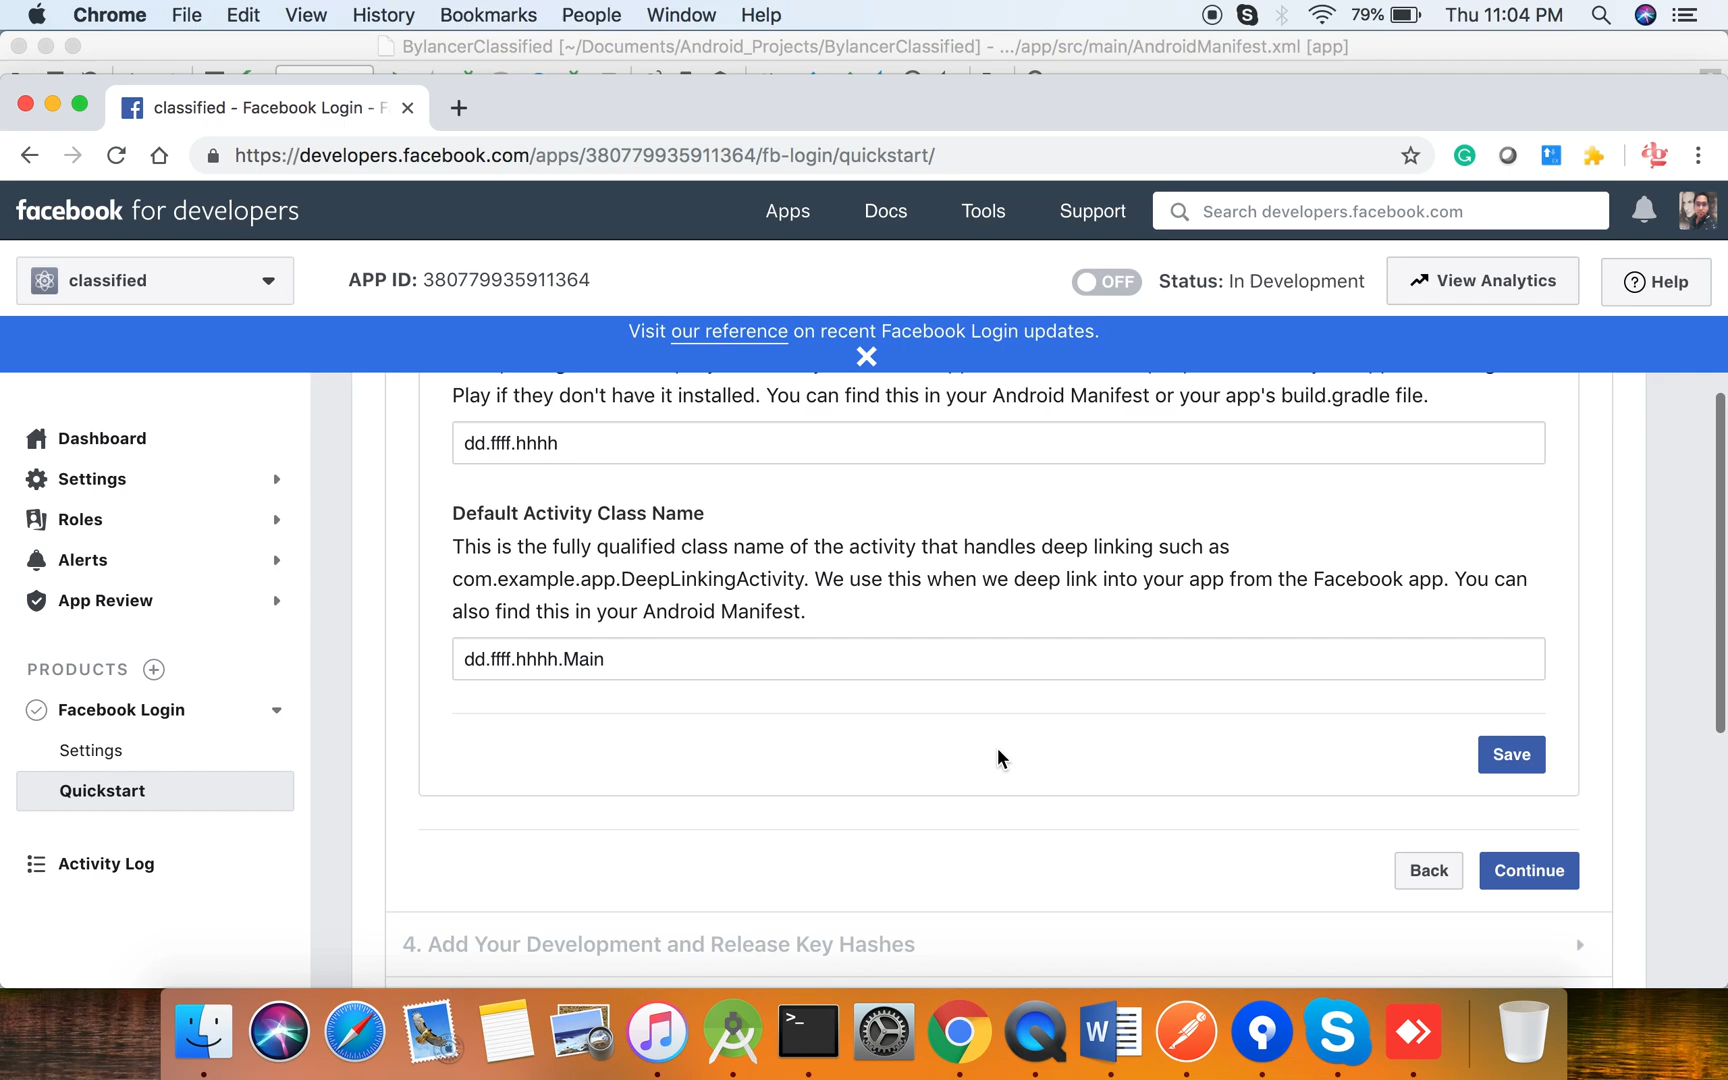 Chrome File Edit View History Bookmarks People Window Help 79% Thu 11:04 PM
BylancerClassified [~/Documents/Android_Projects/BylancerClassified] - .../app/src/main/AndroidManifest.xml [app]
classified - Facebook Login - F
https://developers.facebook.com/apps/380779935911364/fb-login/quickstart/
facebook for developers Apps Docs Tools Support Search developers.facebook.com
classified APP ID: 380779935911364 OFF Status: In Development View Analytics Help
Visit our reference on recent Facebook Login updates.
Play if they don't have it installed. You can find this in your Android Manifest or your app's build.gradle file.
dd.ffff.hhhh
Default Activity Class Name
This is the fully qualified class name of the activity that handles deep linking such as
com.example.app.DeepLinkingActivity. We use this when we deep link into your app from the Facebook app. You can
also find this in your Android Manifest.
dd.ffff.hhhh.Main
Save
Back Continue
4. Add Your Development and Release Key Hashes
Dashboard
Settings
Roles
Alerts
App Review
PRODUCTS
Facebook Login
Settings
Quickstart
Activity Log